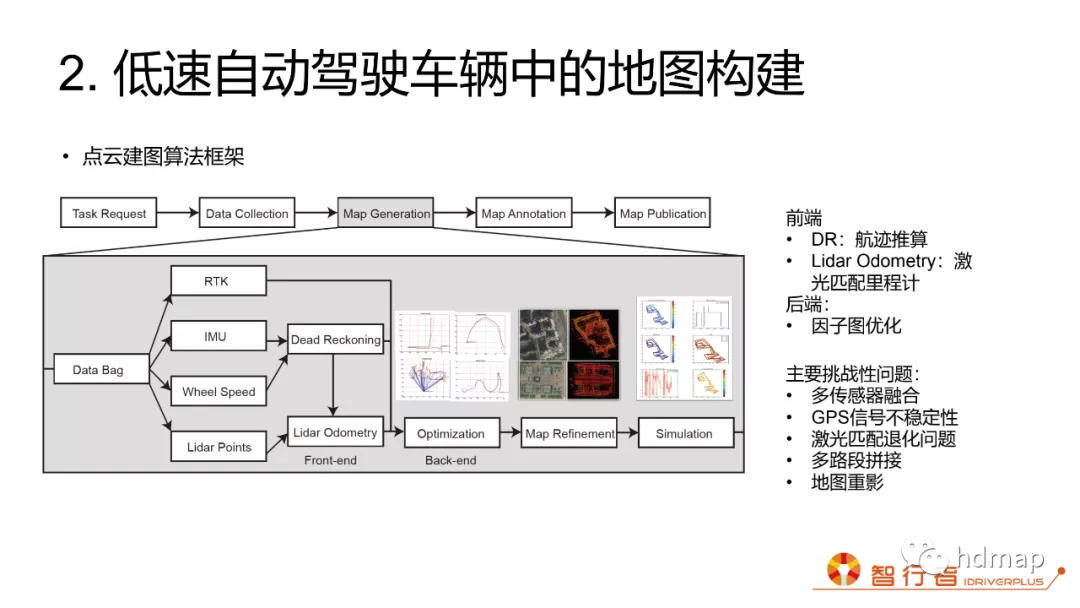 2. 低速自动驾驶车辆中的地图构建
• 点云建图算法框架
Task Request
Data Collection
Map Generation
Map Annotation
Map Publication
RTK
IMU
Dead Reckoning
Data Bag
Wheel Speed
Lidar Points
Lidar Odometry
Optimization
Map Refinement
Simulation
Front-end
Back-end
前端
• DR：航迹推算
• Lidar Odometry：激
光匹配里程计
后端：
• 因子图优化
主要挑战性问题：
• 多传感器融合
• GPS信号不稳定性
• 激光匹配退化问题
• 多路段拼接
• 地图重影
hdmap
智行者 IDRIVERPLUS